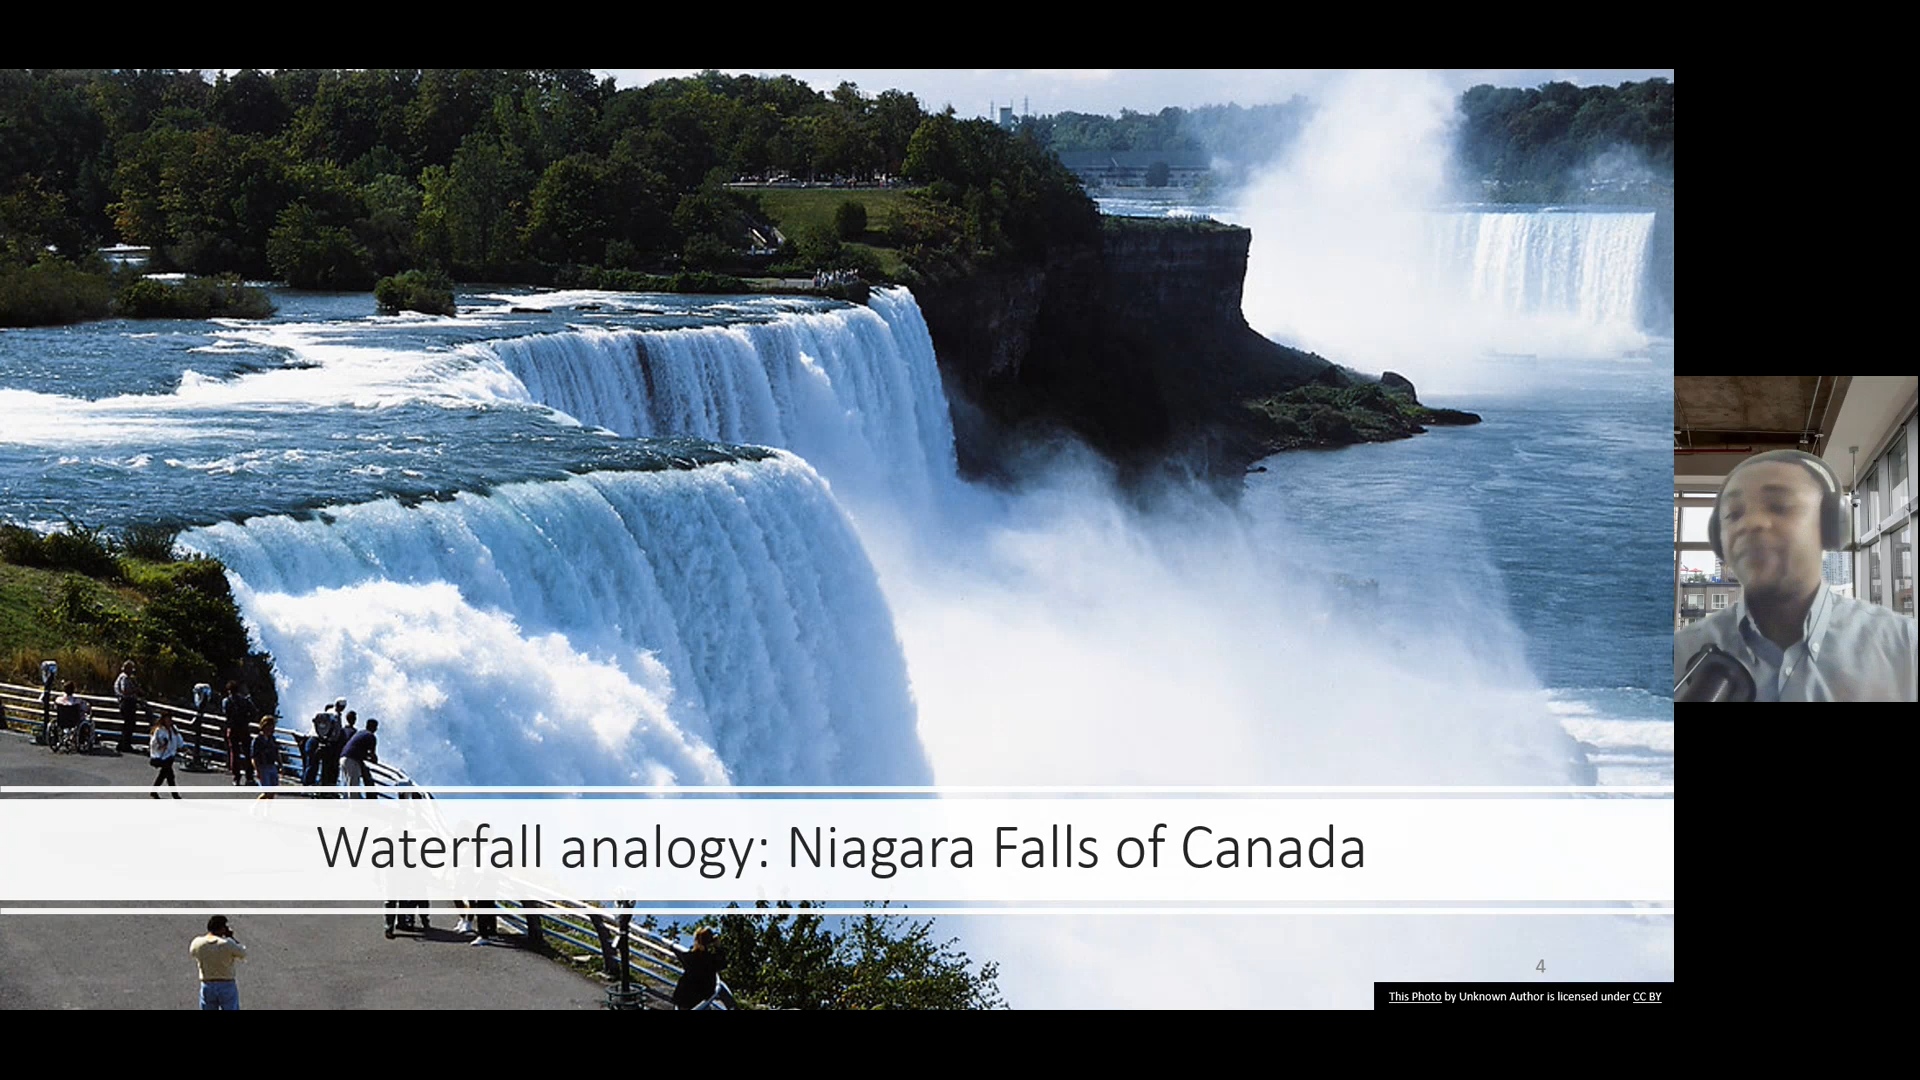 Waterfall analogy: Niagara Falls of Canada
4
This Photo by Unknown Author is licensed under CC BY